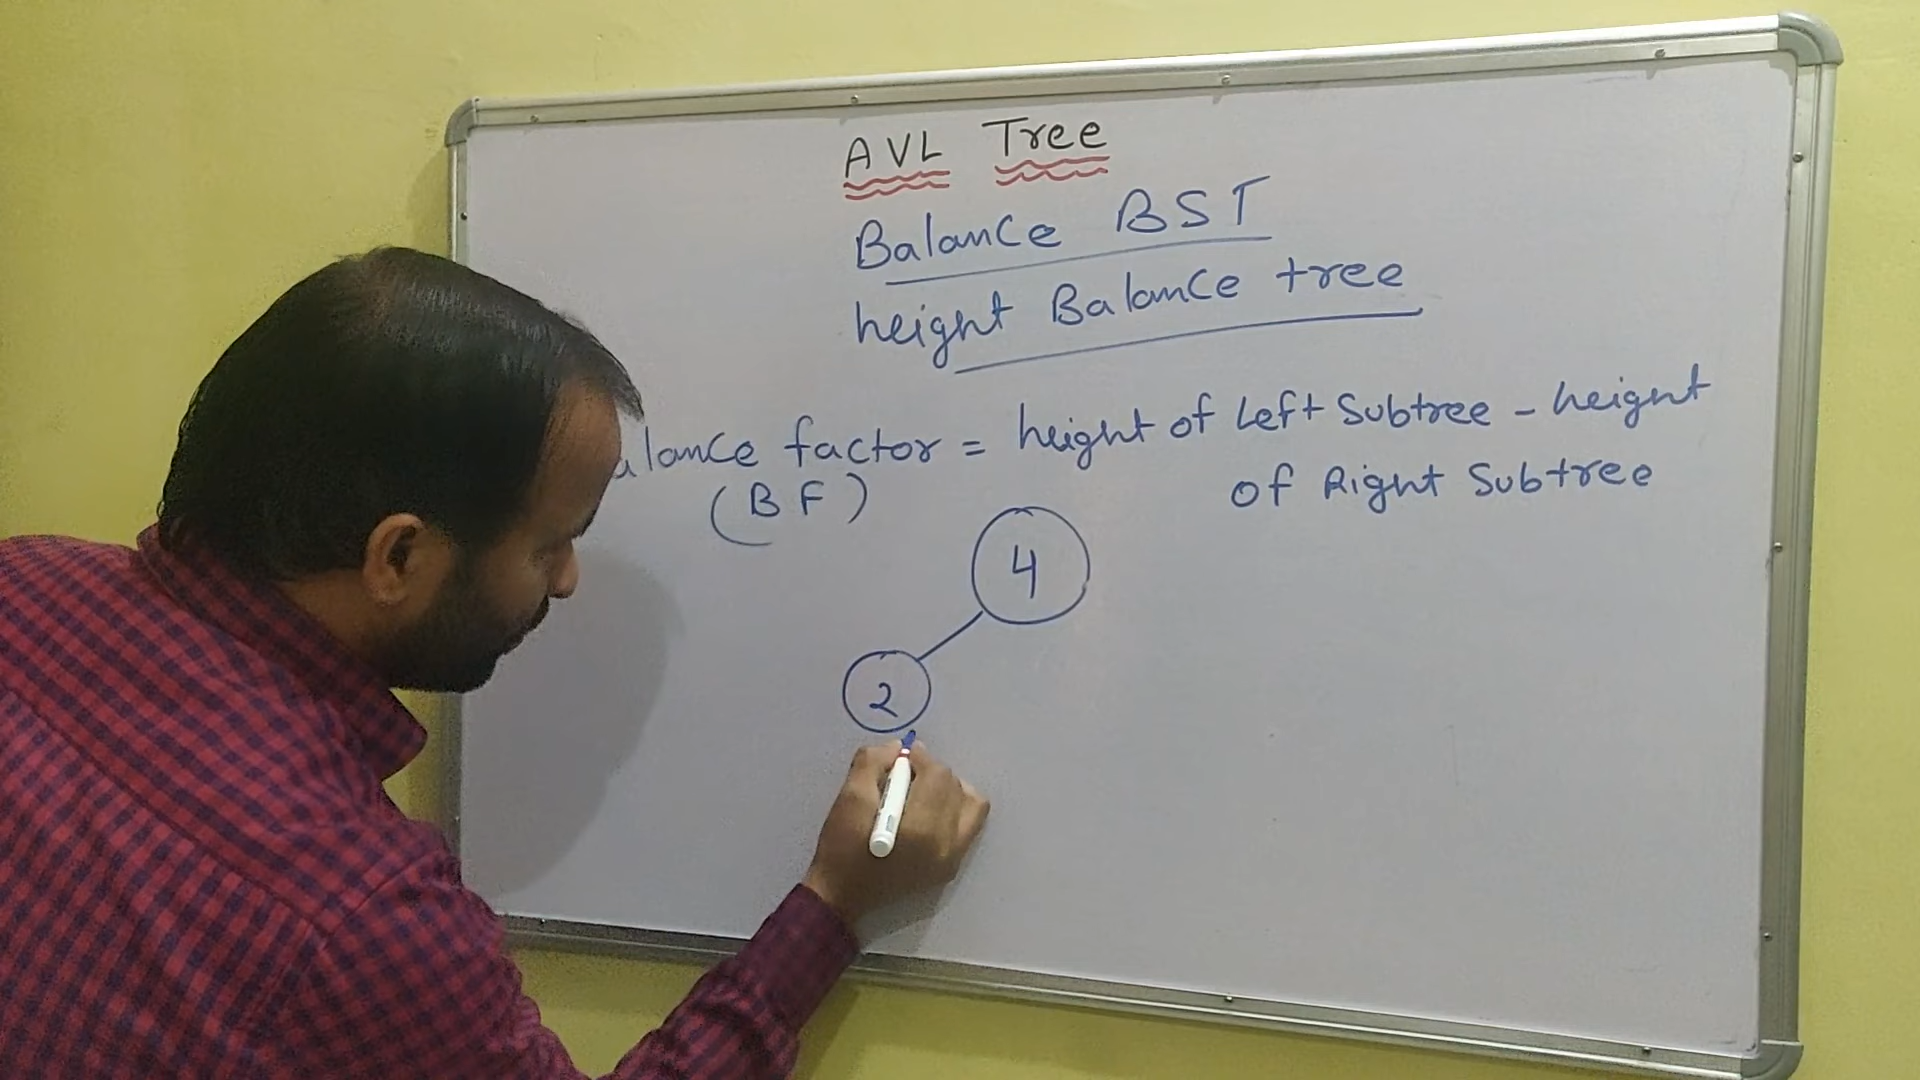 AVL Tree
Balance BST
height Balance tree
alance factor = height of Left Subtree - height
(BF) of Right Subtree
4
2